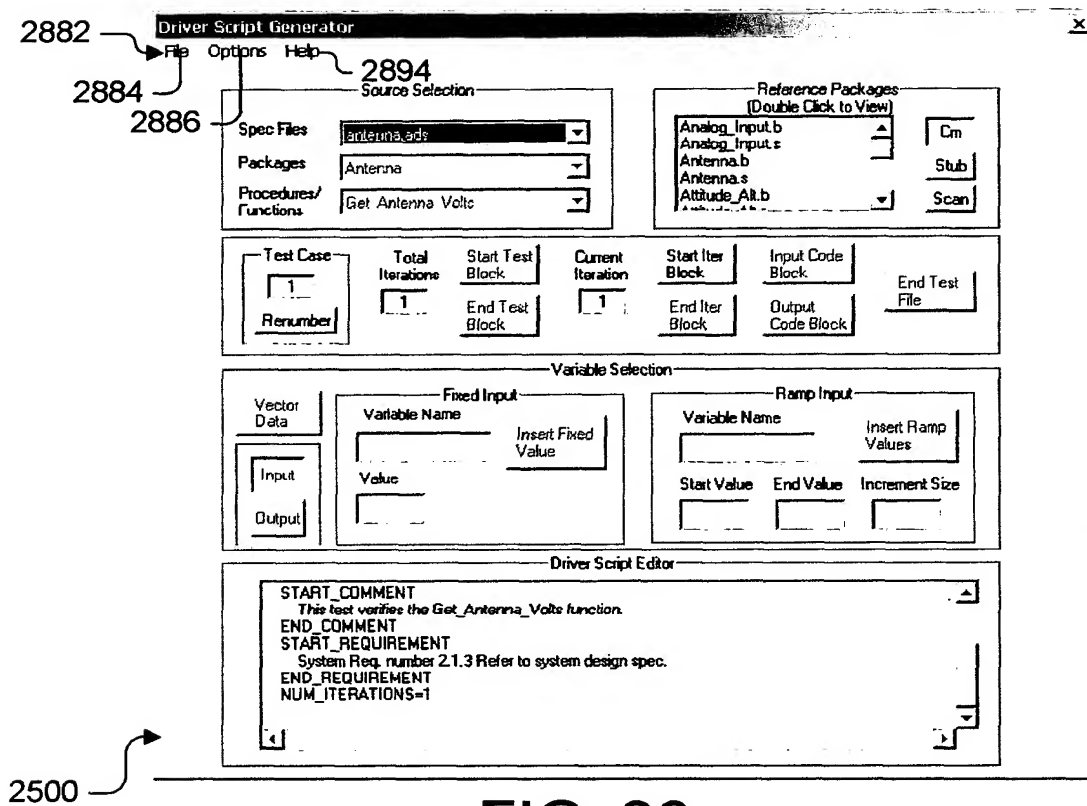 2882
Driver Script Generator
File Options Help
2894
2884
2886
Source Selection
Spec Files
antenna.ads
Packages
Antenna
Procedures/
Functions
Get Antenna Volts
Reference Packages
(Double Click to View)
Analog_Input.b
Analog_Input.s
Antenna.b
Antenna.s
Attitude_Alt.b
Cm
Stub
Scan
Test Case
1
Renumber
Total
Iterations
1
Start Test
Block
End Test
Block
Current
Iteration
1
Start Iter
Block
End Iter
Block
Input Code
Block
Output
Code Block
End Test
File
Variable Selection
Vector
Data
Input
Output
Fixed Input
Variable Name
Insert Fixed
Value
Value
Ramp Input
Variable Name
Insert Ramp
Values
Start Value End Value Increment Size
Driver Script Editor
START_COMMENT
This test verifies the Get_Antenna_Volts function.
END_COMMENT
START_REQUIREMENT
System Req. number 2.1.3 Refer to system design spec.
END_REQUIREMENT
NUM_ITERATIONS=1
2500